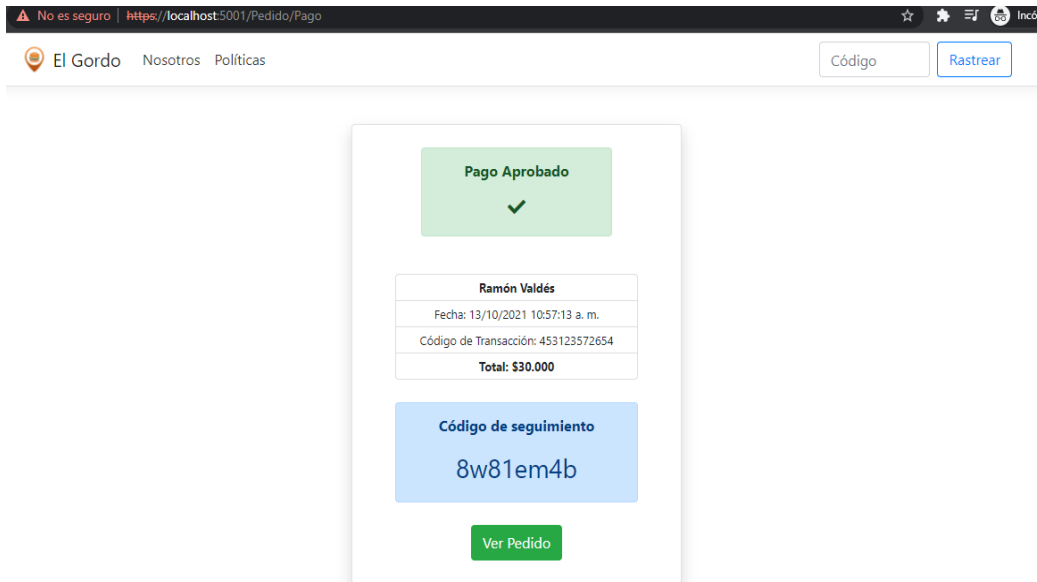 No es seguro | https://localhost:5001/Pedido/Pago Incó
El Gordo Nosotros Políticas Código Rastrear
Pago Aprobado
Ramón Valdés
Fecha: 13/10/2021 10:57:13 a. m.
Código de Transacción: 453123572654
Total: $30.000
Código de seguimiento
8w81em4b
Ver Pedido